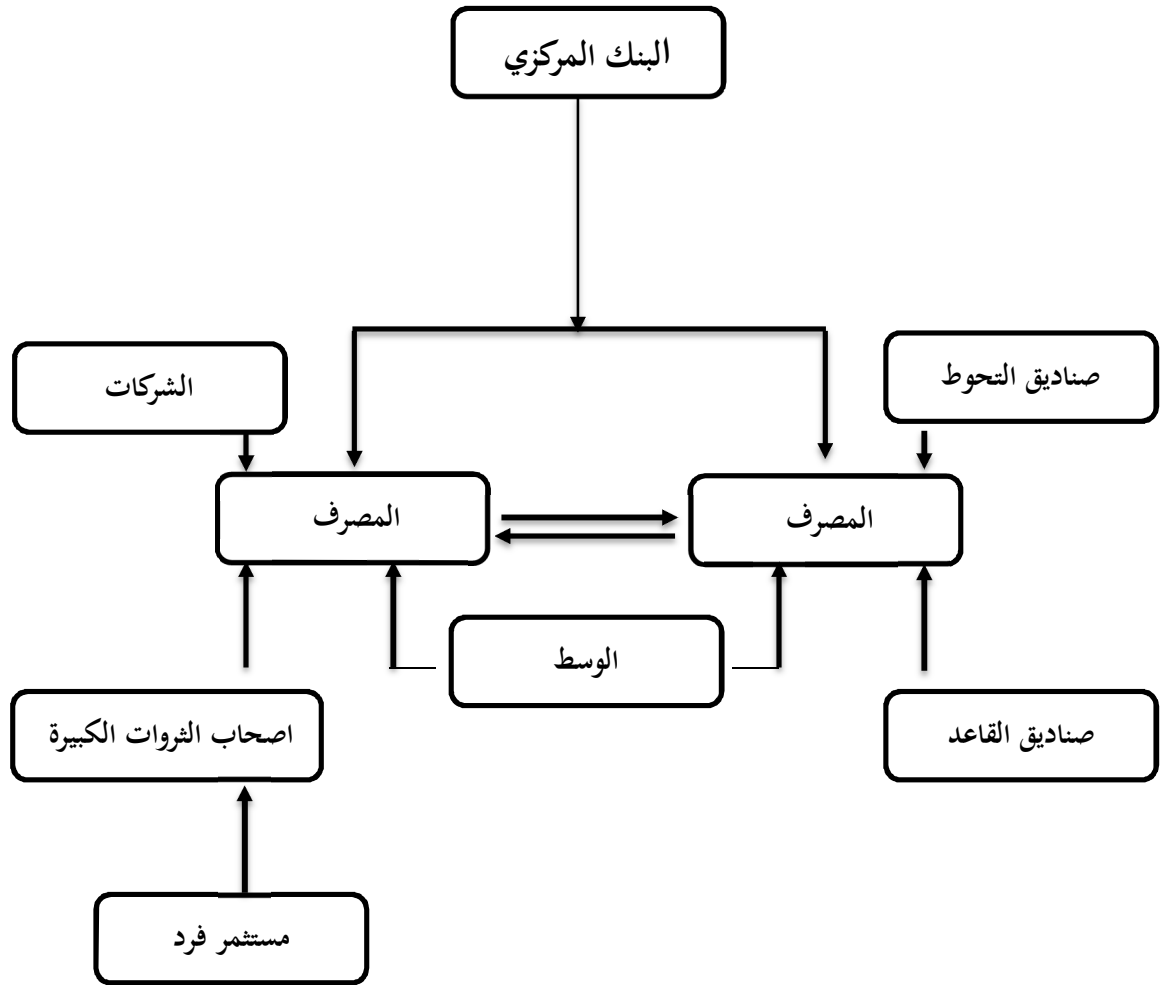 البنك المركزي
صناديق التحوط
الشركات
المصرف
المصرف
الوسط
صناديق القاعد
اصحاب الثروات الكبيرة
مستثمر فرد